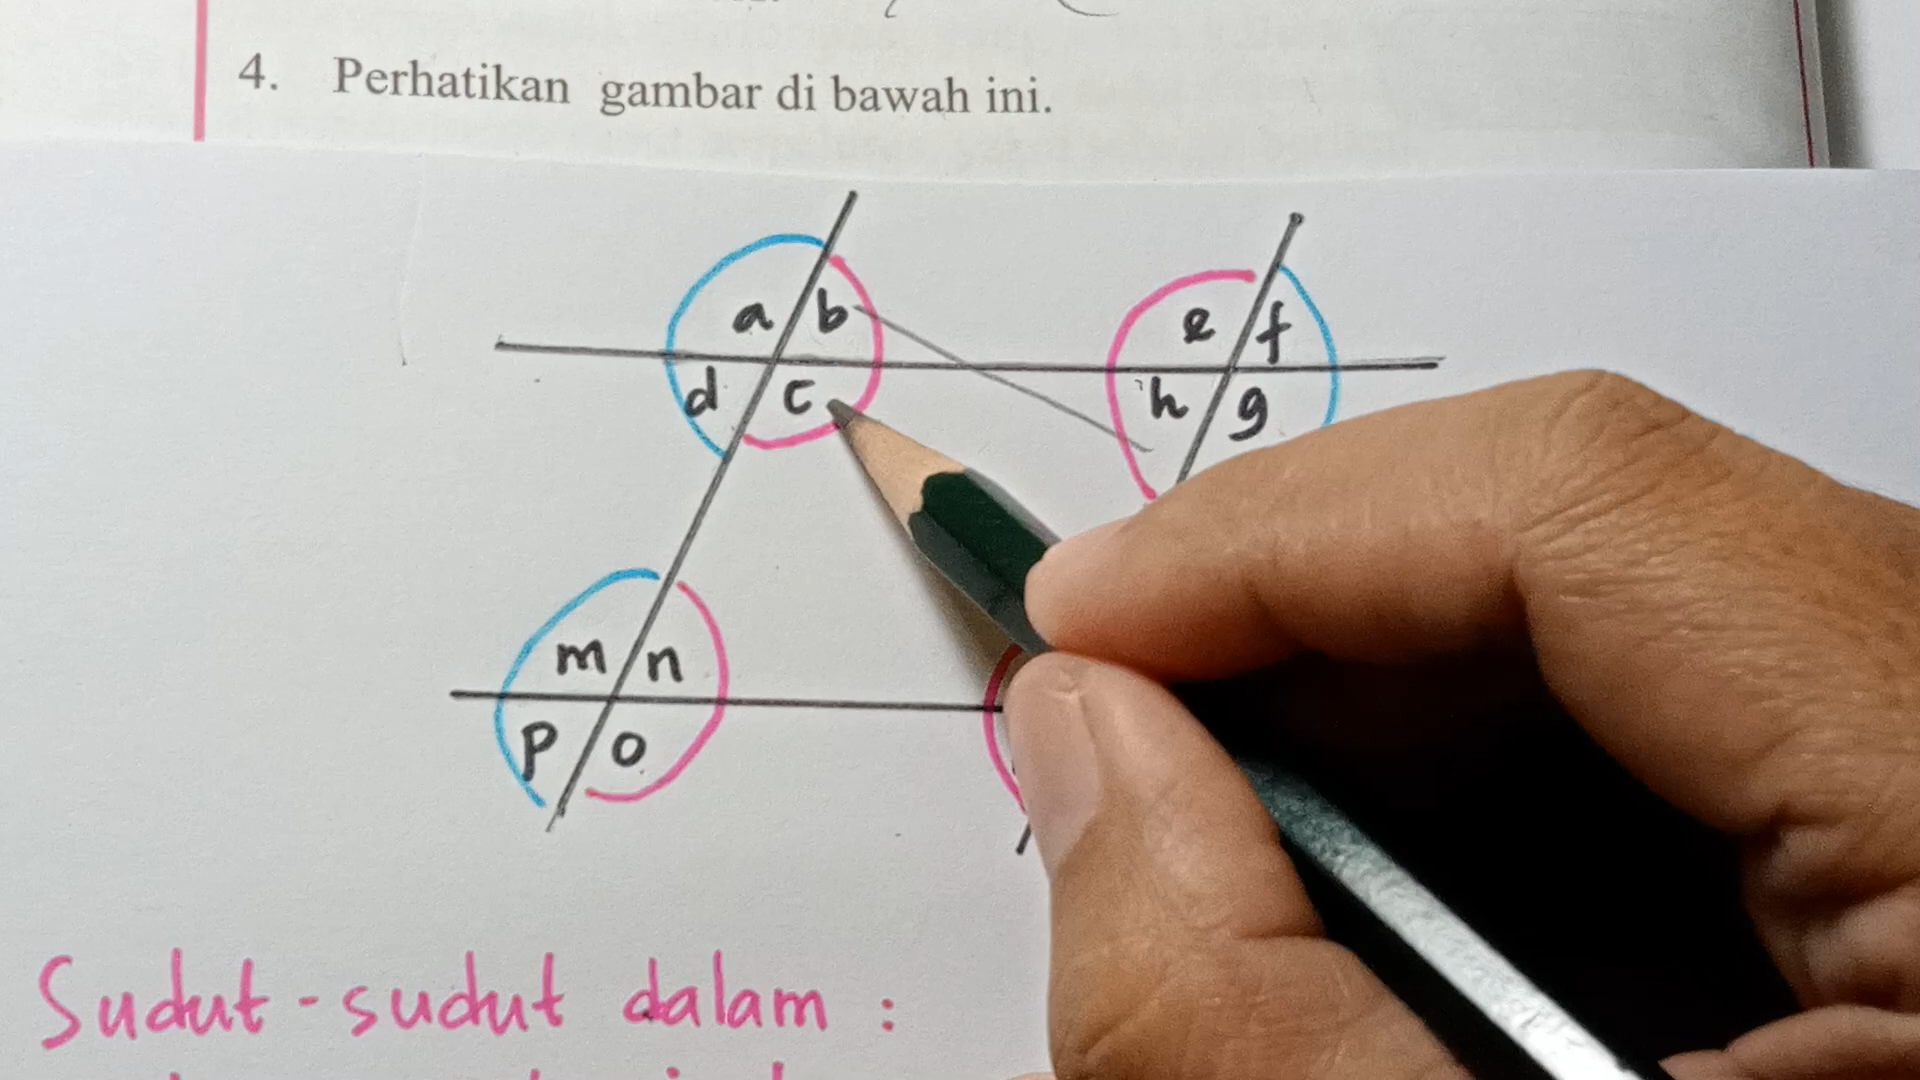 4. Perhatikan gambar di bawah ini.
a b e f
d c h g
m n
p o
Sudut-sudut dalam :